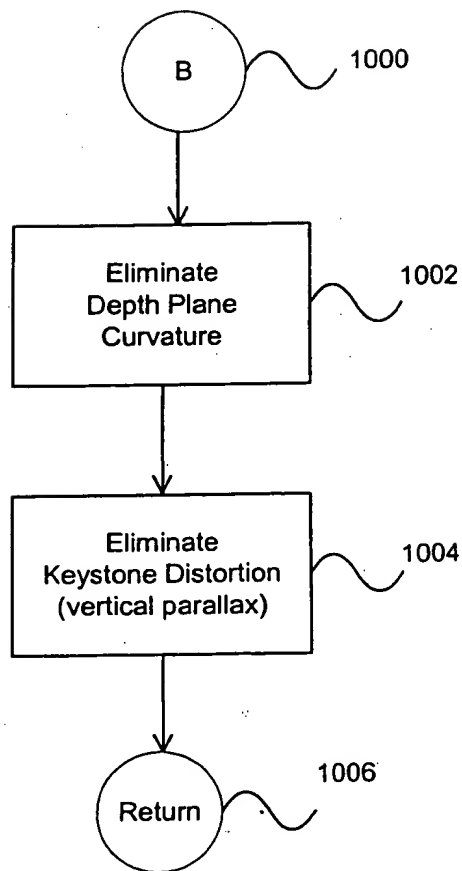 B
1000
Eliminate
Depth Plane
Curvature
1002
Eliminate
Keystone Distortion
(vertical parallax)
1004
Return
1006